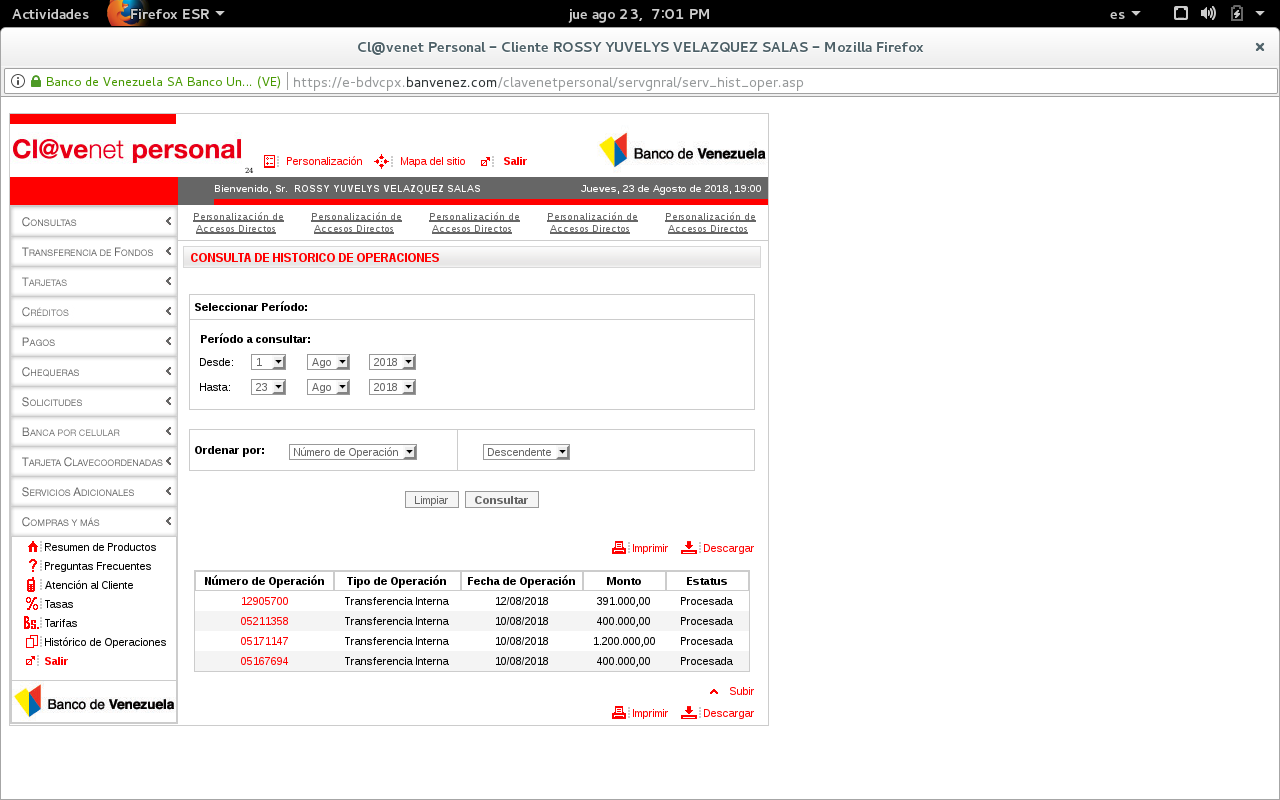 Actividades Firefox ESR jue ago 23, 7:01 PM es
Cl@venet Personal - Cliente ROSSY YUVELYS VELAZQUEZ SALAS - Mozilla Firefox
Banco de Venezuela SA Banco Un... (VE) https://e-bdvcpx.banvenez.com/clavenetpersonal/servgnral/serv_hist_oper.asp
Cl@venet personal
24
Personalización Mapa del sitio Salir
Banco de Venezuela
Bienvenido, Sr. ROSSY YUVELYS VELAZQUEZ SALAS Jueves, 23 de Agosto de 2018, 19:00
Personalización de Accesos Directos
Personalización de Accesos Directos
Personalización de Accesos Directos
Personalización de Accesos Directos
Personalización de Accesos Directos
CONSULTAS
TRANSFERENCIA DE FONDOS
TARJETAS
CRÉDITOS
PAGOS
CHEQUERAS
SOLICITUDES
BANCA POR CELULAR
TARJETA CLAVECOORDENADAS
SERVICIOS ADICIONALES
COMPRAS Y MÁS
Resumen de Productos
Preguntas Frecuentes
Atención al Cliente
% Tasas
Bs. Tarifas
Histórico de Operaciones
Salir
Banco de Venezuela
CONSULTA DE HISTORICO DE OPERACIONES
Seleccionar Período:
Período a consultar:
Desde: 1 Ago 2018
Hasta: 23 Ago 2018
Ordenar por: Número de Operación Descendente
Limpiar Consultar
Imprimir Descargar
Número de Operación Tipo de Operación Fecha de Operación Monto Estatus
12905700 Transferencia Interna 12/08/2018 391.000,00 Procesada
05211358 Transferencia Interna 10/08/2018 400.000,00 Procesada
05171147 Transferencia Interna 10/08/2018 1.200.000,00 Procesada
05167694 Transferencia Interna 10/08/2018 400.000,00 Procesada
Subir
Imprimir Descargar